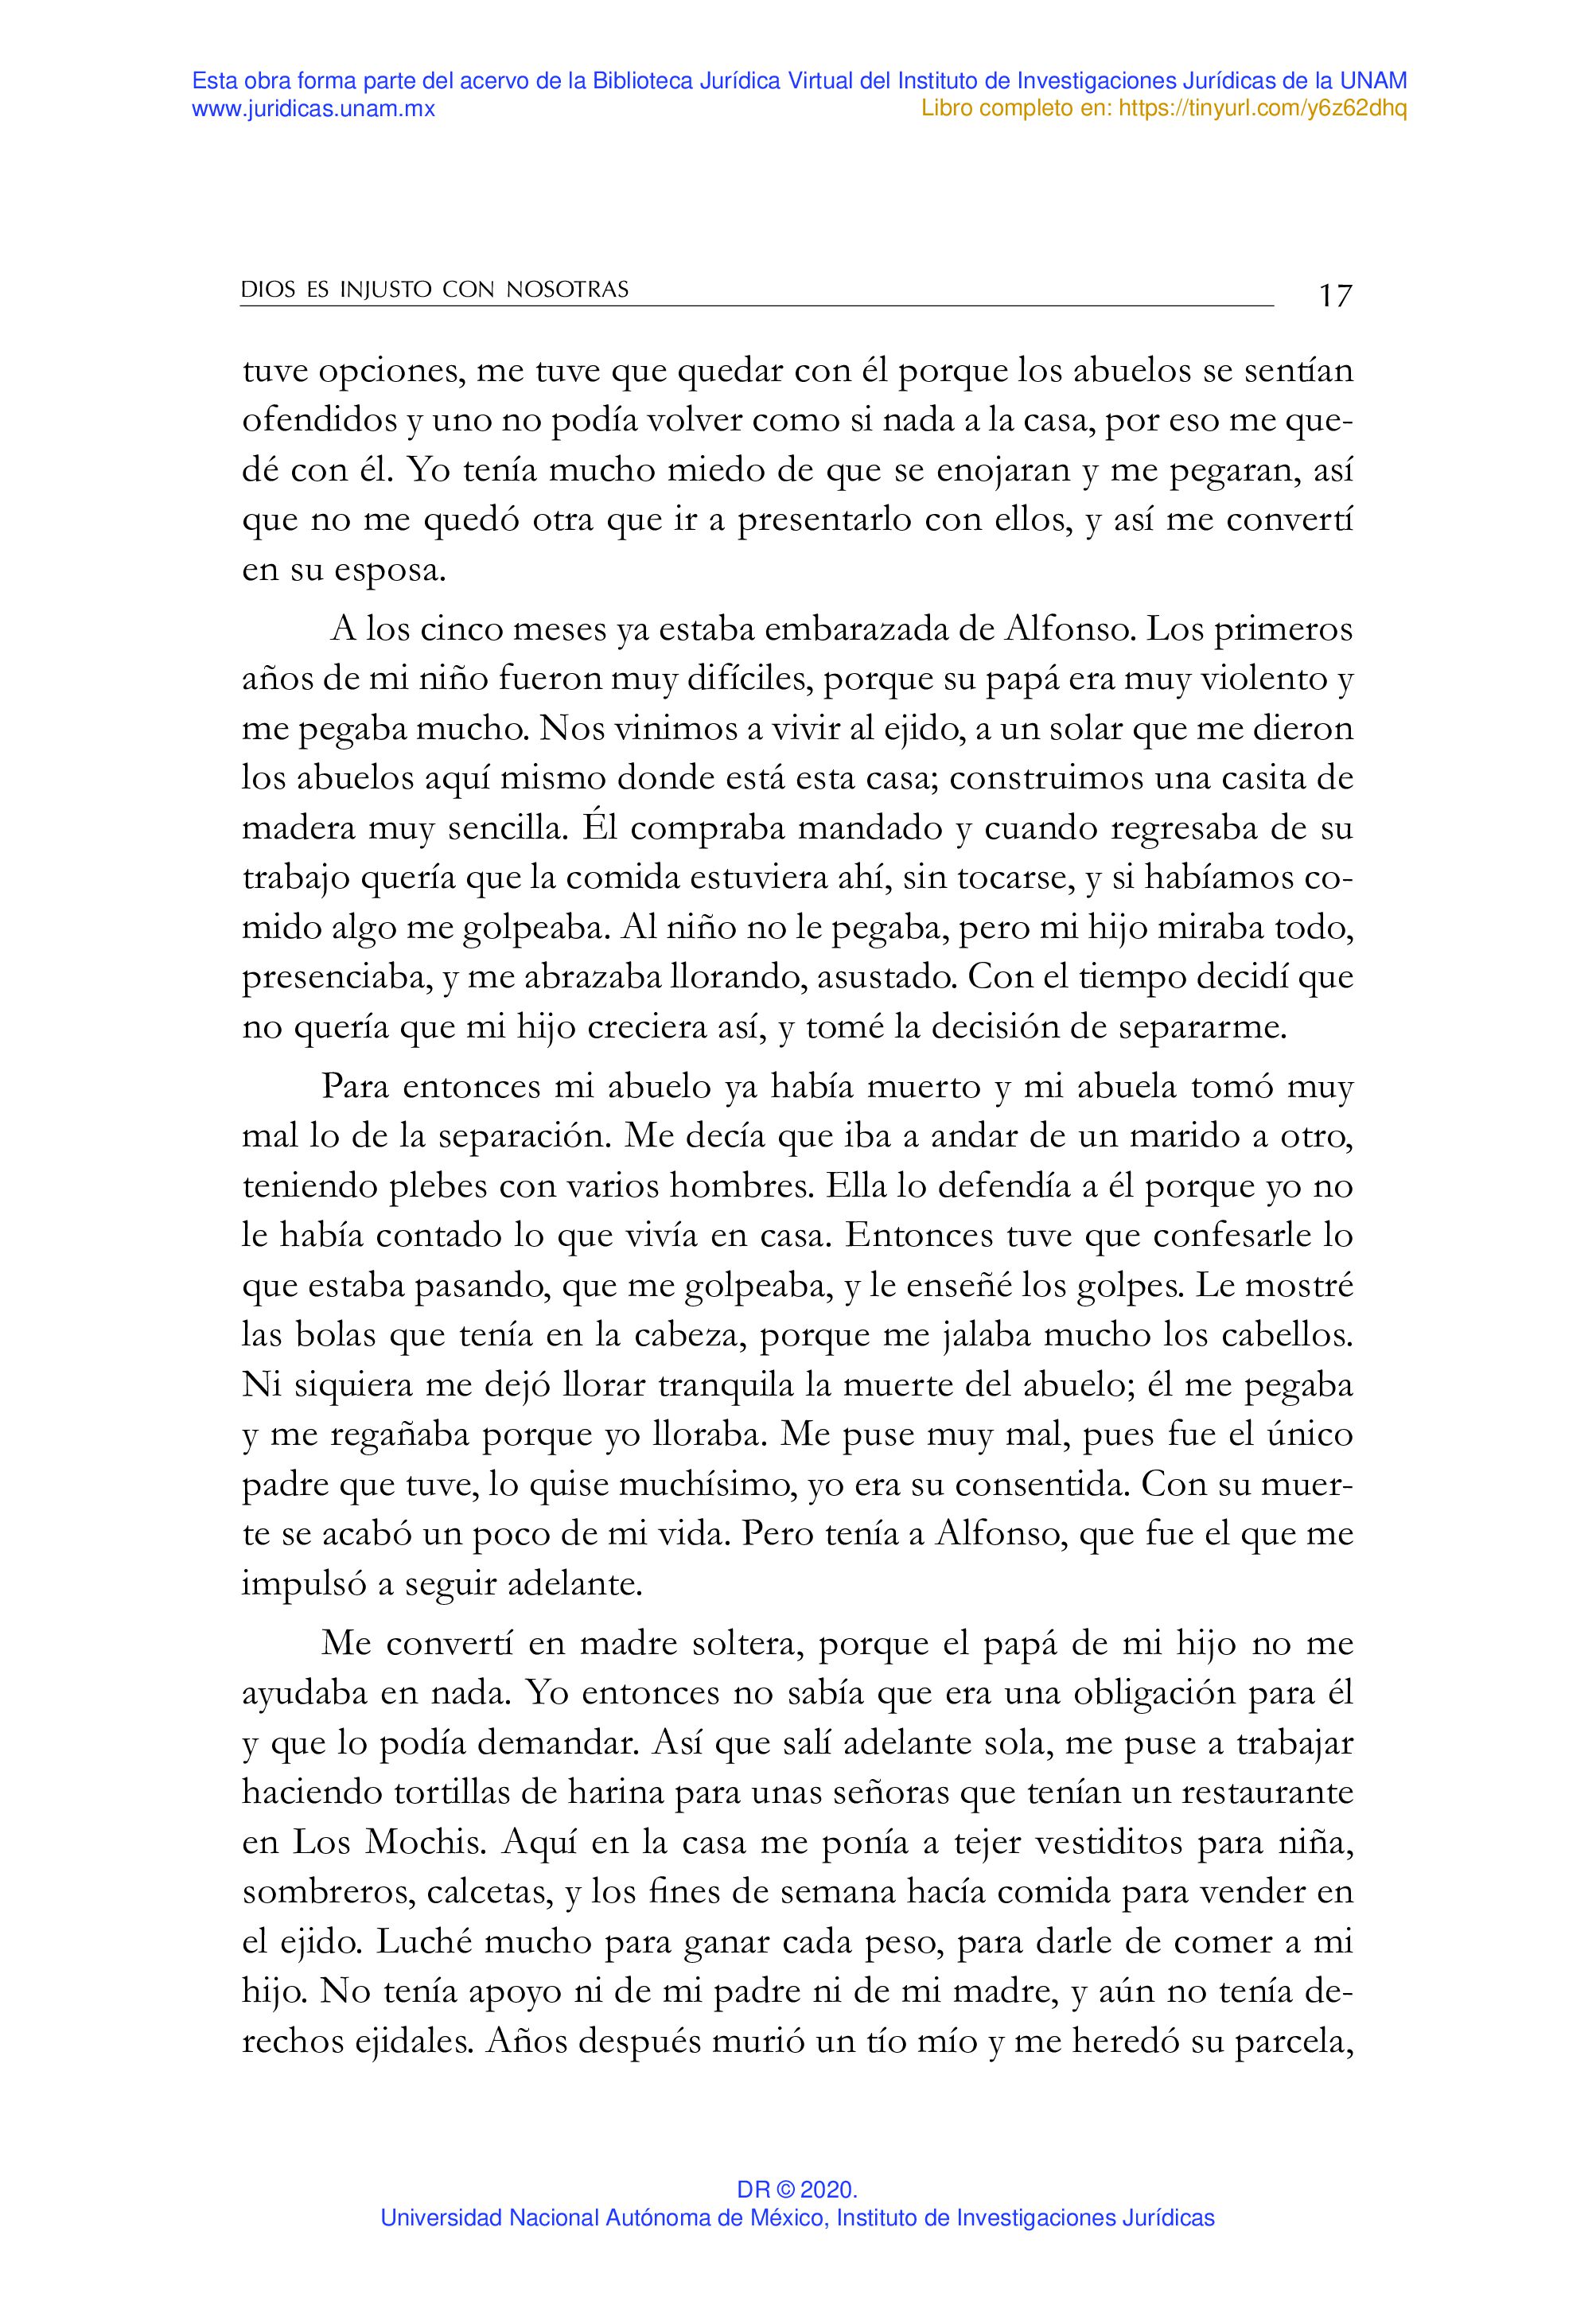 Esta obra forma parte del acervo de la Biblioteca Jurídica Virtual del Instituto de Investigaciones Jurídicas de la UNAM
www.juridicas.unam.mx
Libro completo en: https://tinyurl.com/y6z62dhq
DIOS ES INJUSTO CON NOSOTRAS
17
tuve opciones, me tuve que quedar con él porque los abuelos se sentían
ofendidos y uno no podía volver como si nada a la casa, por eso me que-
dé con él. Yo tenía mucho miedo de que se enojaran y me pegaran, así
que no me quedó otra que ir a presentarlo con ellos, y así me convertí
en su esposa.
A los cinco meses ya estaba embarazada de Alfonso. Los primeros
años de mi niño fueron muy difíciles, porque su papá era muy violento y
me pegaba mucho. Nos vinimos a vivir al ejido, a un solar que me dieron
los abuelos aquí mismo donde está esta casa; construimos una casita de
madera muy sencilla. Él compraba mandado y cuando regresaba de su
trabajo quería que la comida estuviera ahí, sin tocarse, y si habíamos co-
mido algo me golpeaba. Al niño no le pegaba, pero mi hijo miraba todo,
presenciaba, y me abrazaba llorando, asustado. Con el tiempo decidí que
no quería que mi hijo creciera así, y tomé la decisión de separarme.
Para entonces mi abuelo ya había muerto y mi abuela tomó muy
mal lo de la separación. Me decía que iba a andar de un marido a otro,
teniendo plebes con varios hombres. Ella lo defendía a él porque yo no
le había contado lo que vivía en casa. Entonces tuve que confesarle lo
que estaba pasando, que me golpeaba, y le enseñé los golpes. Le mostré
las bolas que tenía en la cabeza, porque me jalaba mucho los cabellos.
Ni siquiera me dejó llorar tranquila la muerte del abuelo; él me pegaba
y me regañaba porque yo lloraba. Me puse muy mal, pues fue el único
padre que tuve, lo quise muchísimo, yo era su consentida. Con su muer-
te se acabó un poco de mi vida. Pero tenía a Alfonso, que fue el que me
impulsó a seguir adelante.
Me convertí en madre soltera, porque el papá de mi hijo no me
ayudaba en nada. Yo entonces no sabía que era una obligación para él
y que lo podía demandar. Así que salí adelante sola, me puse a trabajar
haciendo tortillas de harina para unas señoras que tenían un restaurante
en Los Mochis. Aquí en la casa me ponía a tejer vestiditos para niña,
sombreros, calcetas, y los fines de semana hacía comida para vender en
el ejido. Luché mucho para ganar cada peso, para darle de comer a mi
hijo. No tenía apoyo ni de mi padre ni de mi madre, y aún no tenía de-
rechos ejidales. Años después murió un tío mío y me heredó su parcela,
DR © 2020.
Universidad Nacional Autónoma de México, Instituto de Investigaciones Jurídicas